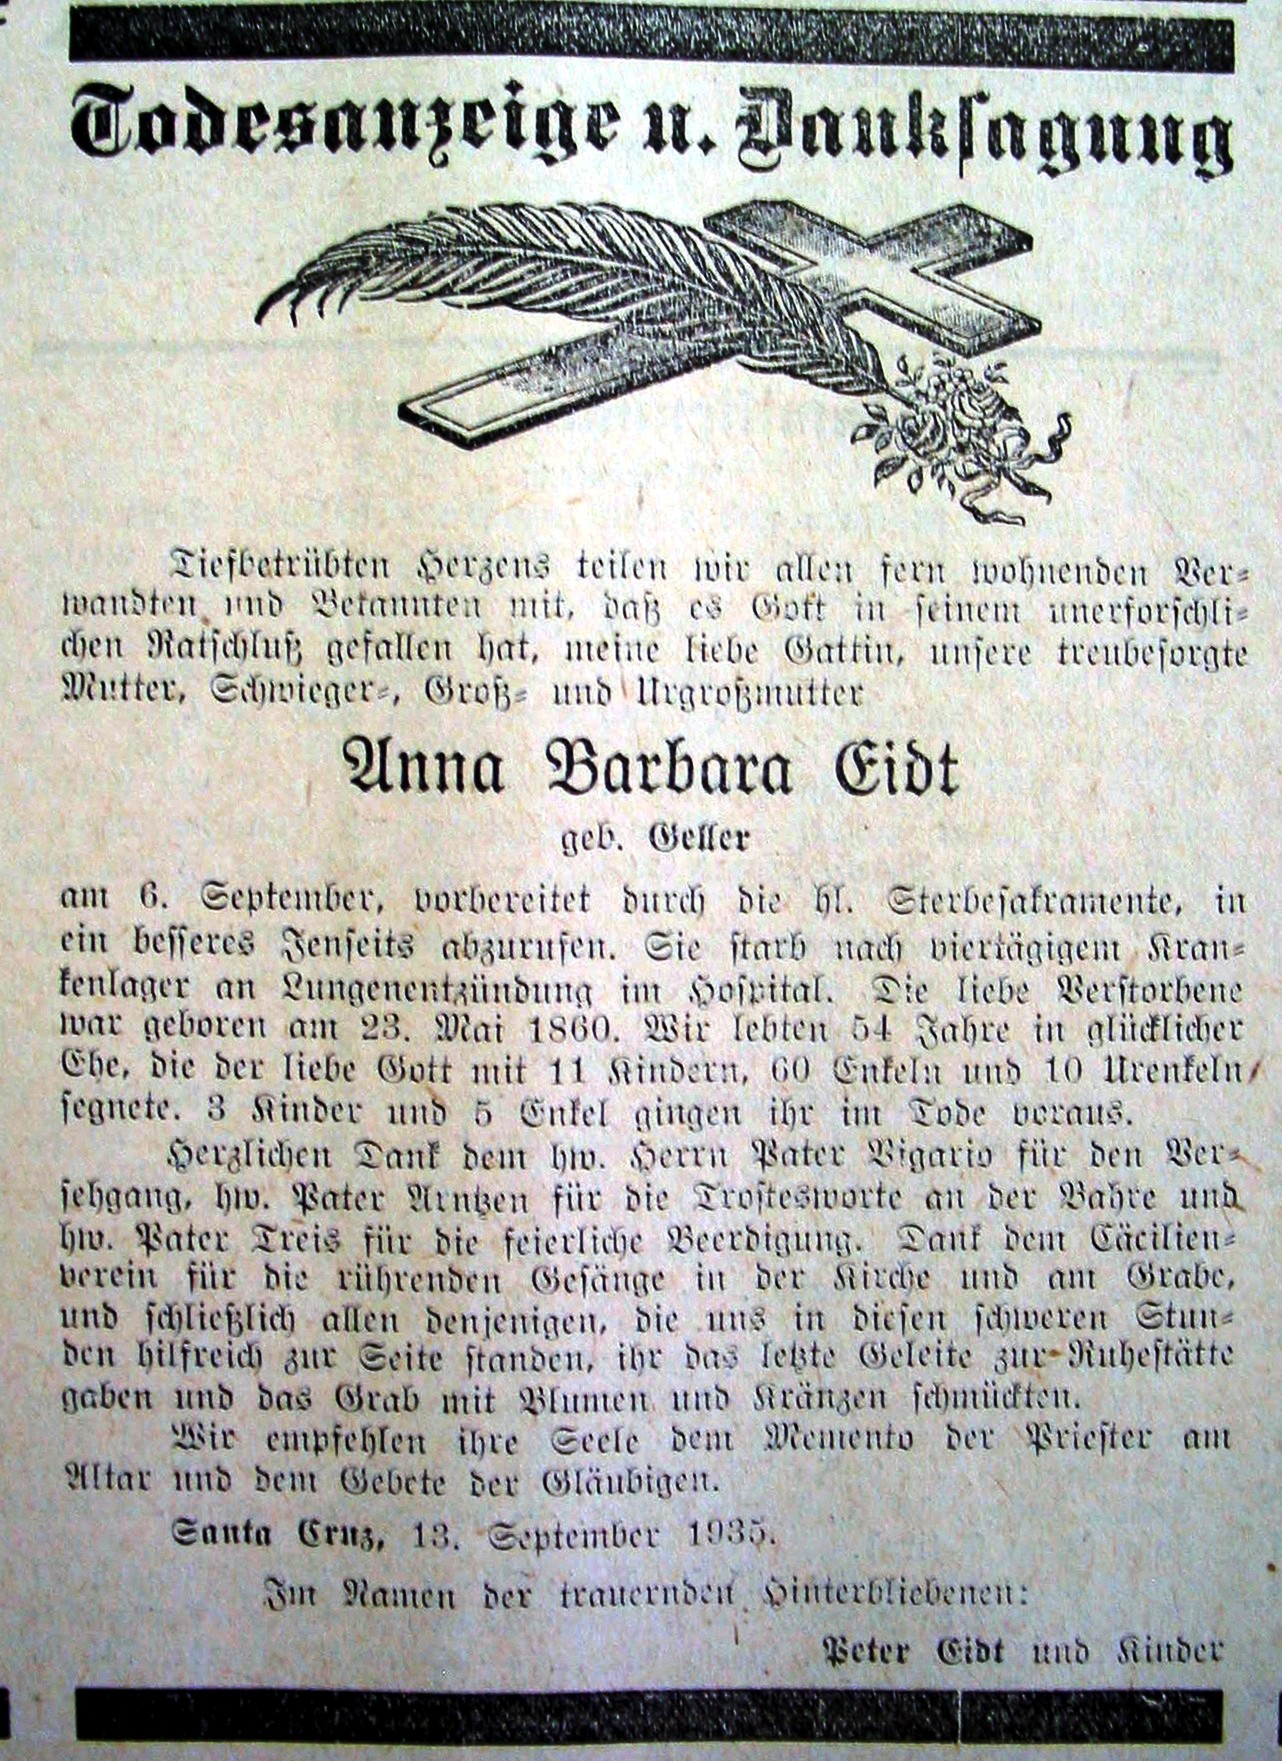 Todesanzeige u. Danksagung
Tiefbetrübten Herzens teilen wir allen fern wohnenden Ver-
wandten und Bekannten mit, daß es Gott in seinem unerforschli-
chen Ratschluß gefallen hat, meine liebe Gattin, unsere treubesorgte
Mutter, Schwieger-, Groß- und Urgroßmutter
Anna Barbara Eidt
geb. Geller
am 6. September, vorbereitet durch die hl. Sterbesakramente, in
ein besseres Jenseits abzurufen. Sie starb nach viertägigem Kran-
kenlager an Lungenentzündung im Hospital. Die liebe Verstorbene
war geboren am 23. Mai 1860. Wir lebten 54 Jahre in glücklicher
Ehe, die der liebe Gott mit 11 Kindern, 60 Enkeln und 10 Urenkeln
segnete. 3 Kinder und 5 Enkel gingen ihr im Tode voraus.
Herzlichen Dank dem hw. Herrn Pater Vigario für den Ver-
sehgang, hw. Pater Arntzen für die Trostesworte an der Bahre und
hw. Pater Treis für die feierliche Beerdigung. Dank dem Cäcilien-
verein für die rührenden Gesänge in der Kirche und am Grabe,
und schließlich allen denjenigen, die uns in diesen schweren Stun-
den hilfreich zur Seite standen, ihr das letzte Geleite zur Ruhestätte
gaben und das Grab mit Blumen und Kränzen schmückten.
Wir empfehlen ihre Seele dem Memento der Priester am
Altar und dem Gebete der Gläubigen.
Santa Cruz, 13. September 1935.
Im Namen der trauernden Hinterbliebenen:
Peter Eidt und Kinder